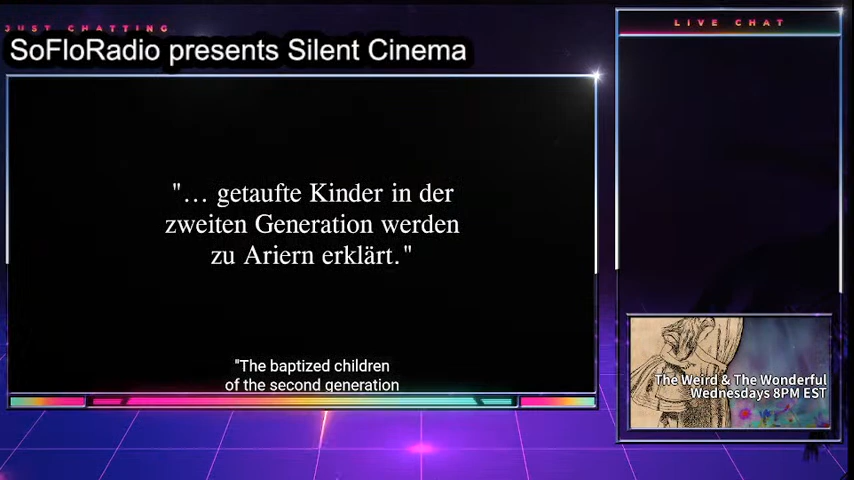 JUST CHATTING
SoFloRadio presents Silent Cinema
LIVE CHAT
"... getaufte Kinder in der
zweiten Generation werden
zu Ariern erklärt."
"The baptized children
of the second generation
The Weird & The Wonderful
Wednesdays 8PM EST